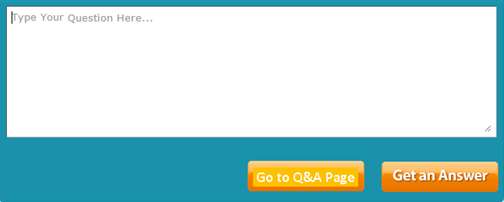 Type Your Question Here...
Go to Q&A Page
Get an Answer